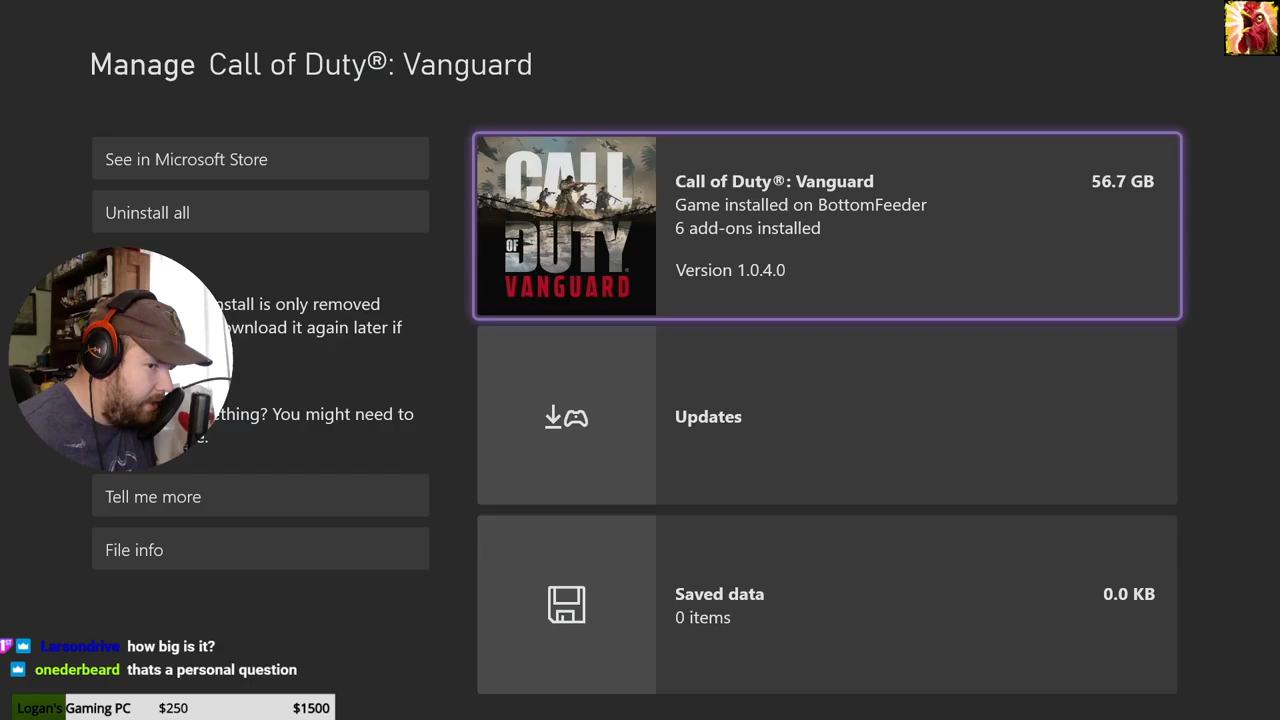 Manage Call of Duty®: Vanguard
See in Microsoft Store
Uninstall all
install is only removed
download it again later if
thing? You might need to
Tell me more
File info
CALL
OF DUTY
VANGUARD
Call of Duty®: Vanguard 56.7 GB
Game installed on BottomFeeder
6 add-ons installed
Version 1.0.4.0
Updates
Saved data 0.0 KB
0 items
Larsondrive how big is it?
onederbeard thats a personal question
Logan's Gaming PC $250 $1500